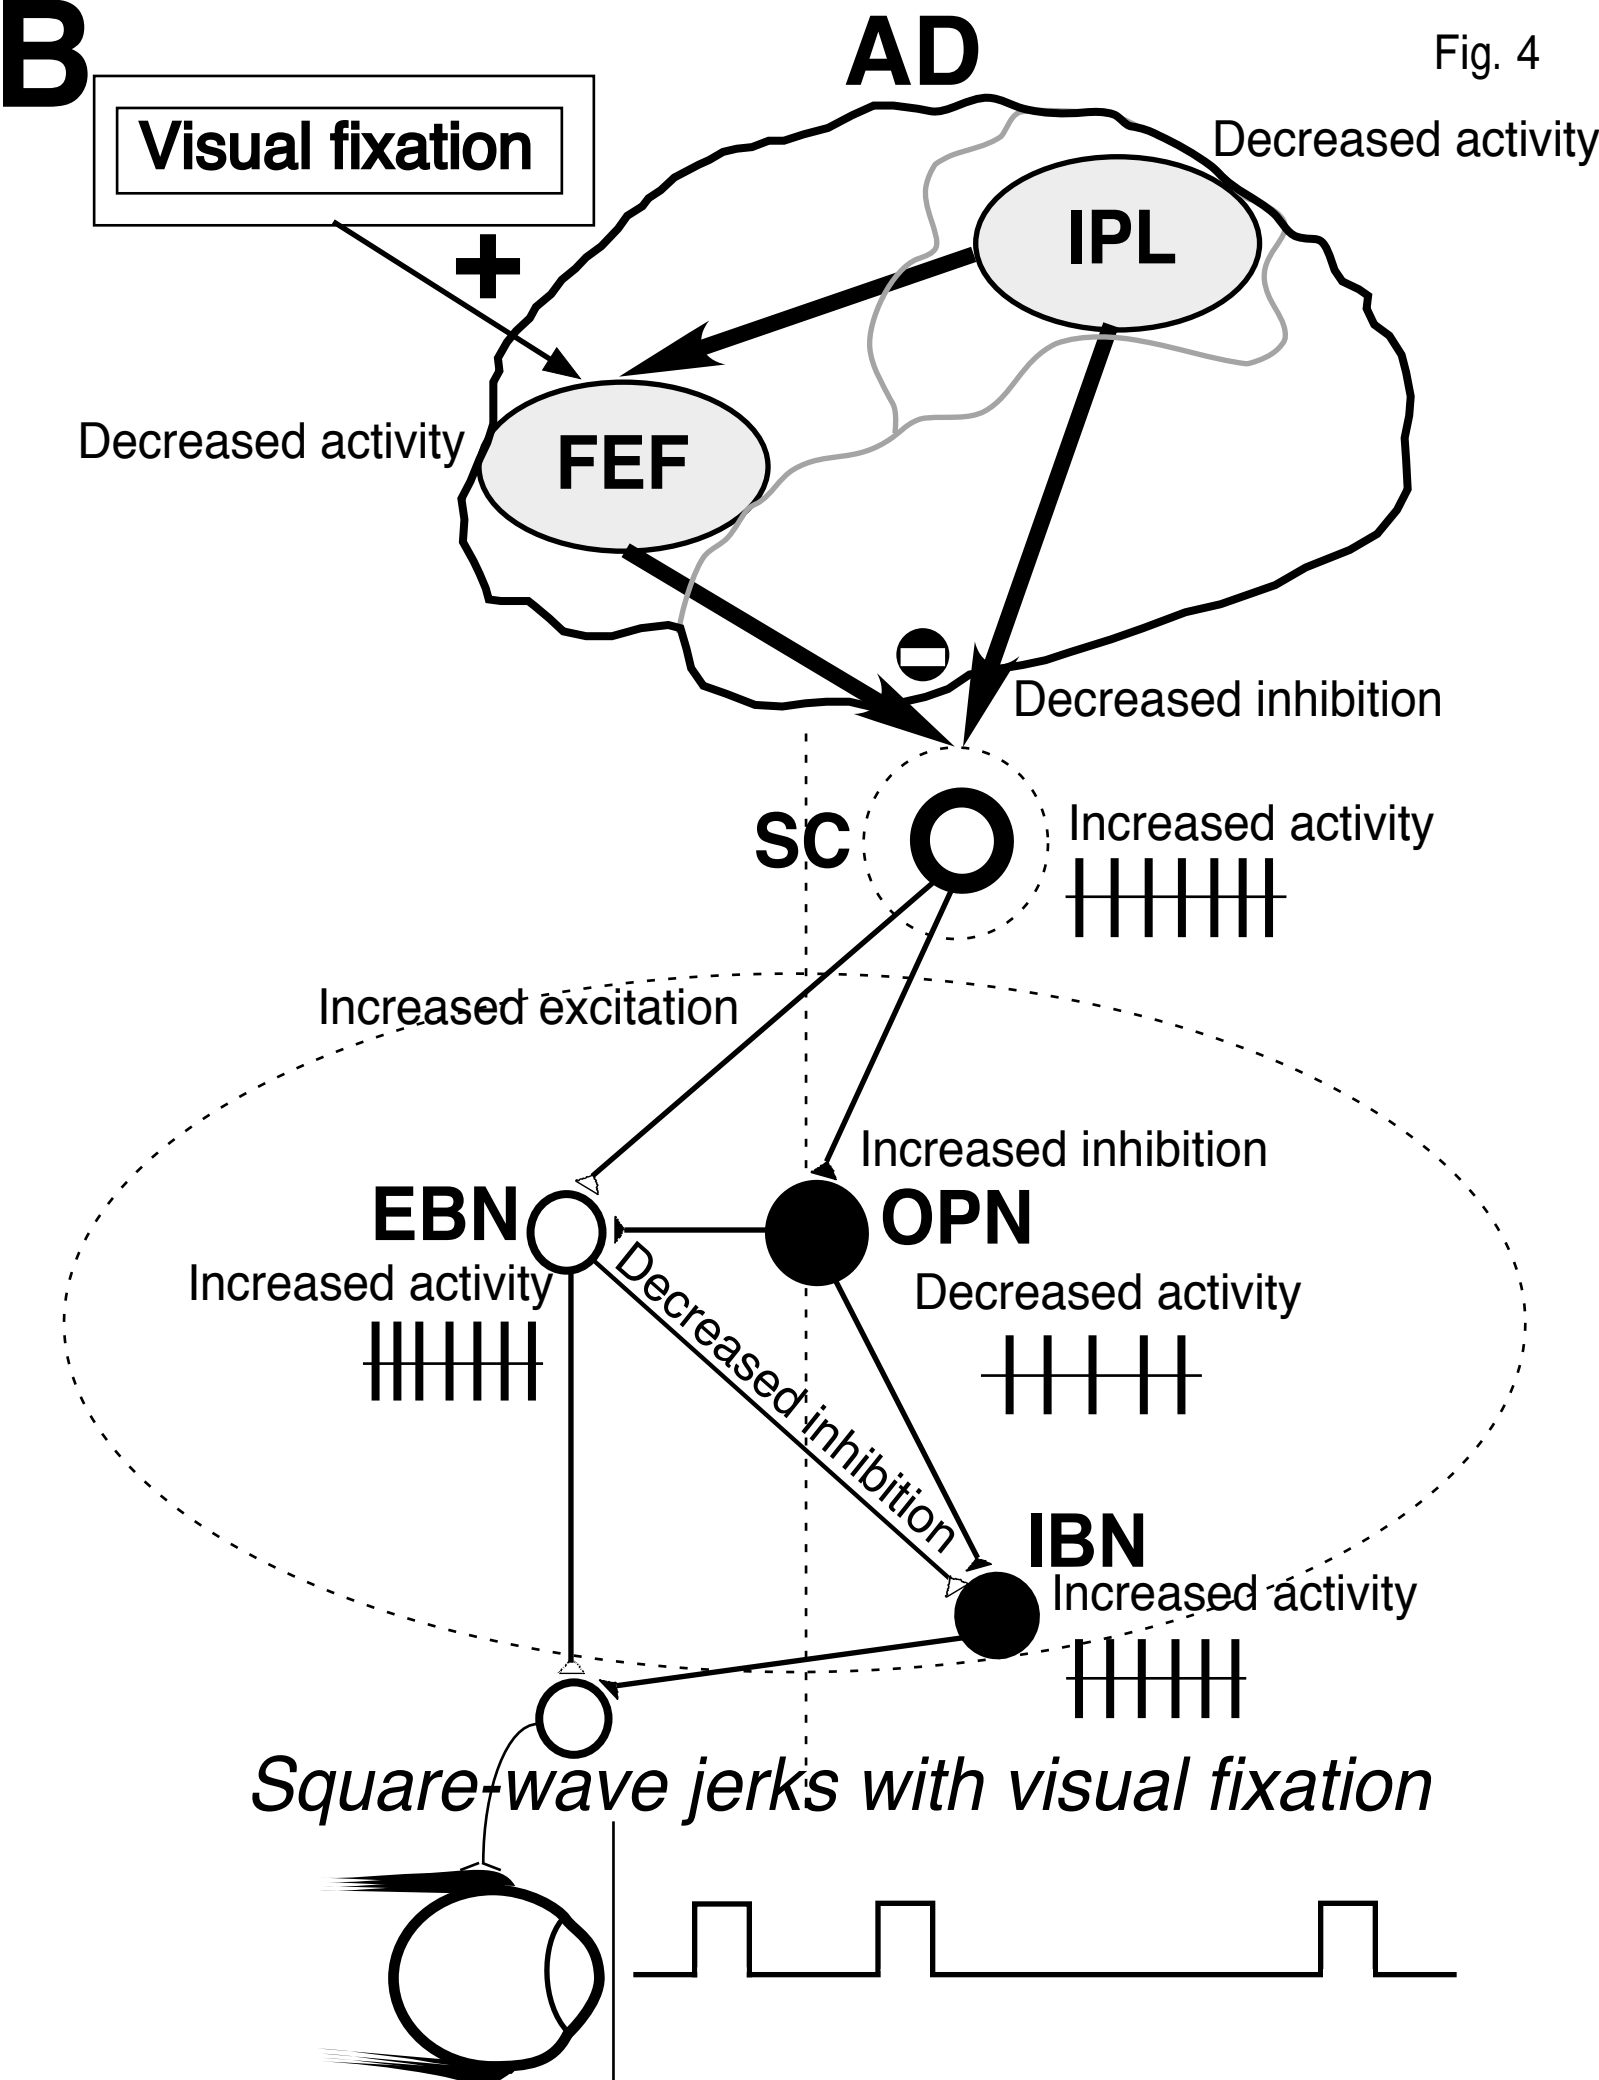 B
AD
Fig. 4
Visual fixation
Decreased activity
IPL
+
Decreased activity
FEF
Decreased inhibition
SC
Increased activity
Increased excitation
Increased inhibition
EBN
OPN
Increased activity
Decreased activity
Decreased inhibition
IBN
Increased activity
Square-wave jerks with visual fixation